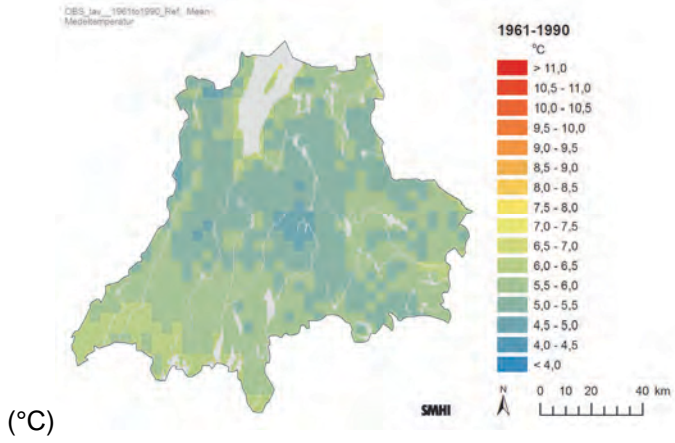 OBS_tav__1961to1990_Ref_ Mean-
Medeltemperatur
1961-1990
°C
> 11,0
10,5 - 11,0
10,0 - 10,5
9,5 - 10,0
9,0 - 9,5
8,5 - 9,0
8,0 - 8,5
7,5 - 8,0
7,0 - 7,5
6,5 - 7,0
6,0 - 6,5
5,5 - 6,0
5,0 - 5,5
4,5 - 5,0
4,0 - 4,5
< 4,0
SMHI
N
0 10 20 40 km
(°C)